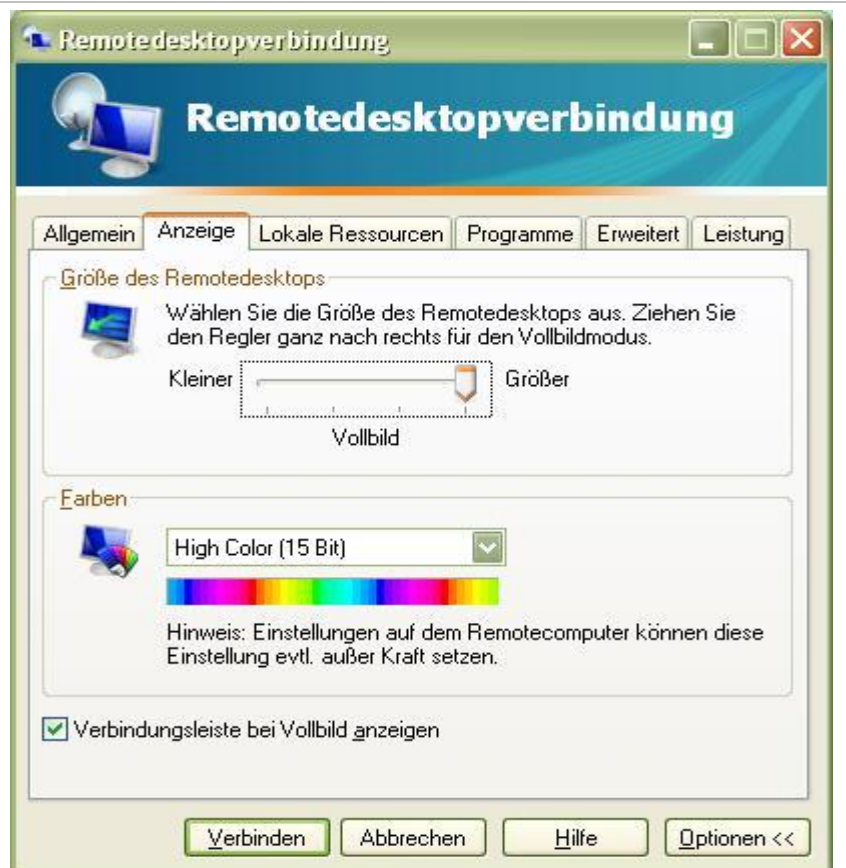 Remotedesktopverbindung
Remotedesktopverbindung
Allgemein Anzeige Lokale Ressourcen Programme Erweitert Leistung
Größe des Remotedesktops
Wählen Sie die Größe des Remotedesktops aus. Ziehen Sie
den Regler ganz nach rechts für den Vollbildmodus.
Kleiner Größer
Vollbild
Farben
High Color (15 Bit)
Hinweis: Einstellungen auf dem Remotecomputer können diese
Einstellung evtl. außer Kraft setzen.
Verbindungsleiste bei Vollbild anzeigen
Verbinden Abbrechen Hilfe Optionen <<